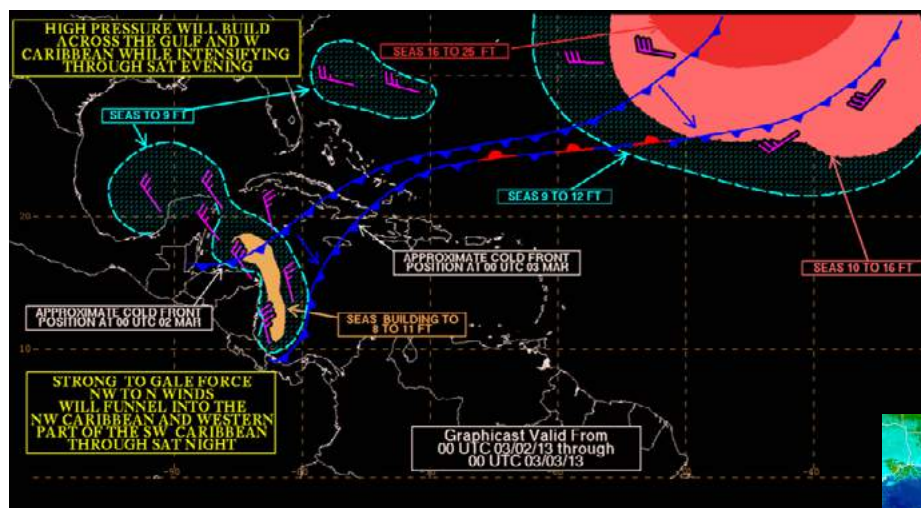 HIGH PRESSURE WILL BUILD
ACROSS THE GULF AND W
CARIBBEAN WHILE INTENSIFYING
THROUGH SAT EVENING
SEAS 16 TO 25 FT
SEAS TO 9 FT
SEAS 9 TO 12 FT
20
APPROXIMATE COLD FRONT
POSITION AT 00 UTC 03 MAR
SEAS 10 TO 16 FT
APPROXIMATE COLD FRONT
POSITION AT 00 UTC 02 MAR
SEAS BUILDING TO
8 TO 11 FT
10
STRONG TO GALE FORCE
NW TO N WINDS
WILL FUNNEL INTO THE
NW CARIBBEAN AND WESTERN
PART OF THE SW CARIBBEAN
THROUGH SAT NIGHT
Graphicast Valid From
00 UTC 03/02/13 through
00 UTC 03/03/13